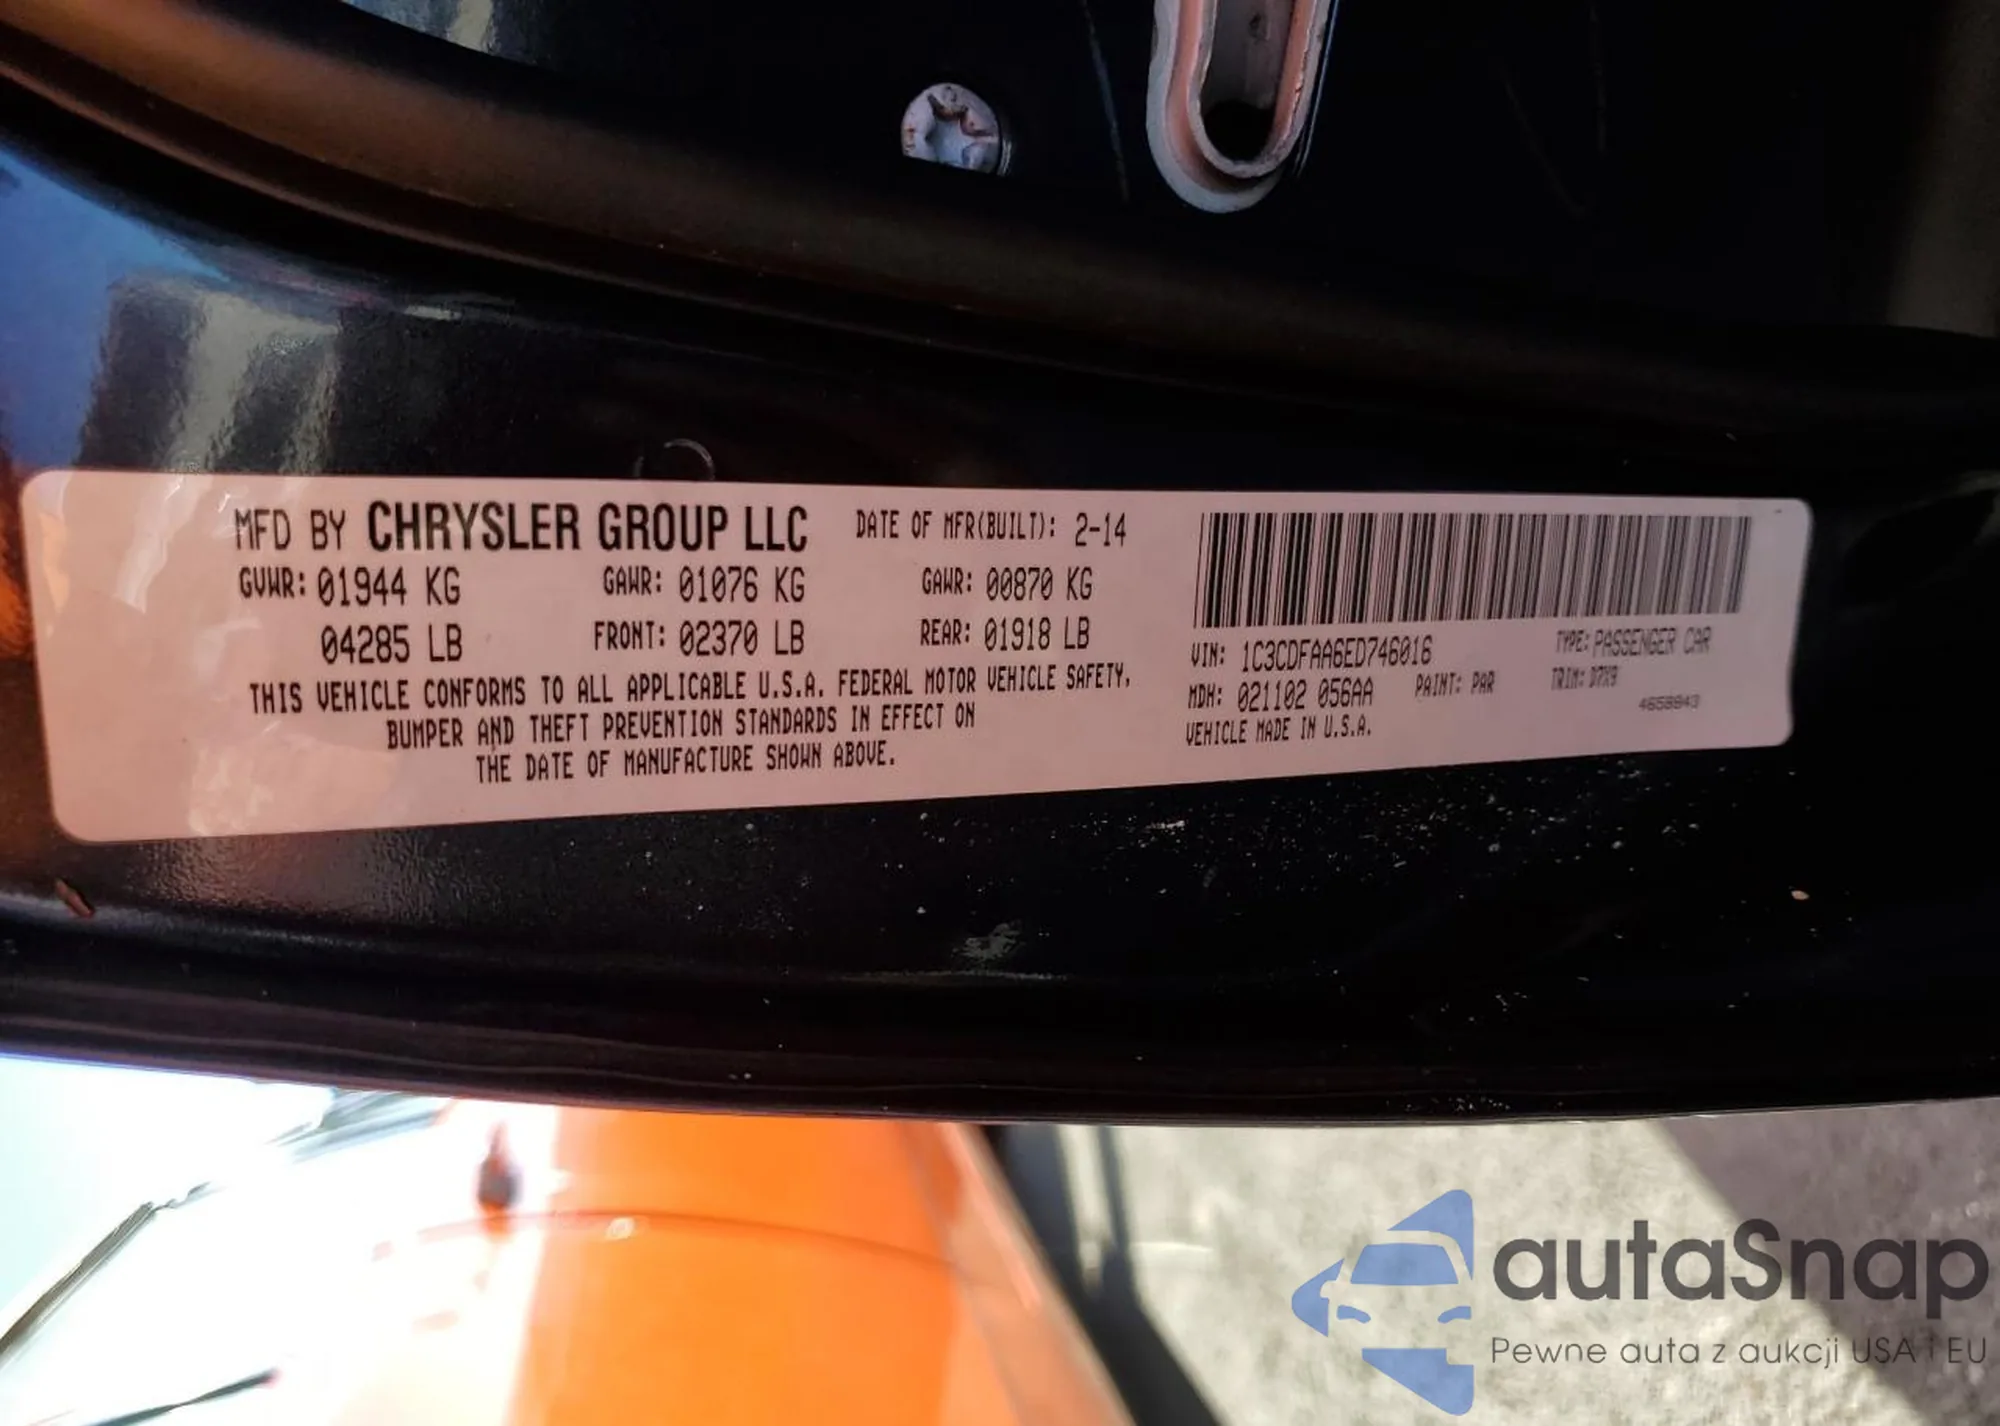 MFD BY CHRYSLER GROUP LLC DATE OF MFR(BUILT): 2-14
GVWR: 01944 KG GAWR: 01076 KG GAWR: 00870 KG
04285 LB FRONT: 02370 LB REAR: 01918 LB
THIS VEHICLE CONFORMS TO ALL APPLICABLE U.S.A. FEDERAL MOTOR VEHICLE SAFETY,
BUMPER AND THEFT PREVENTION STANDARDS IN EFFECT ON
THE DATE OF MANUFACTURE SHOWN ABOVE.
VIN: 1C3CDFAA6ED746016 TYPE: PASSENGER CAR
MDH: 021102 056AA PAINT: PAR TRIM: D7X9
4658843
VEHICLE MADE IN U.S.A.
autaSnap
Pewne auta z aukcji USA i EU